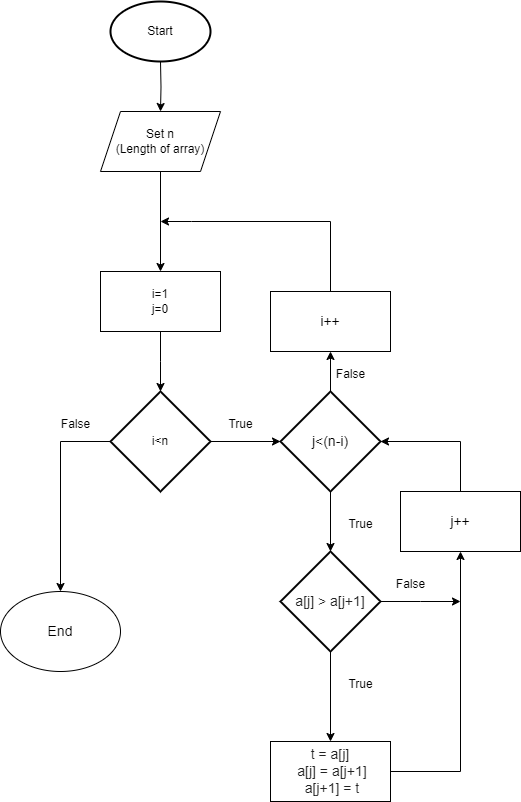 Start
Set n
(Length of array)
i=1
j=0
i++
False
False
i<n
True
j<(n-i)
True
j++
a[j] > a[j+1]
False
End
True
t = a[j]
a[j] = a[j+1]
a[j+1] = t